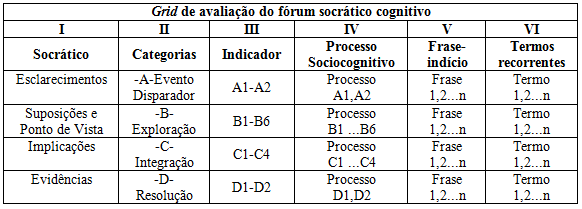 Grid de avaliação do fórum socrático cognitivo
I II III IV V VI
Socrático Categorias Indicador Processo Sociocognitivo Frase-indício Termos recorrentes
Esclarecimentos -A-Evento Disparador A1-A2 Processo A1,A2 Frase 1,2...n Termo 1,2...n
Suposições e Ponto de Vista -B- Exploração B1-B6 Processo B1 ...B6 Frase 1,2...n Termo 1,2...n
Implicações -C- Integração C1-C4 Processo C1 ...C4 Frase 1,2...n Termo 1,2...n
Evidências -D- Resolução D1-D2 Processo D1,D2 Frase 1,2...n Termo 1,2...n